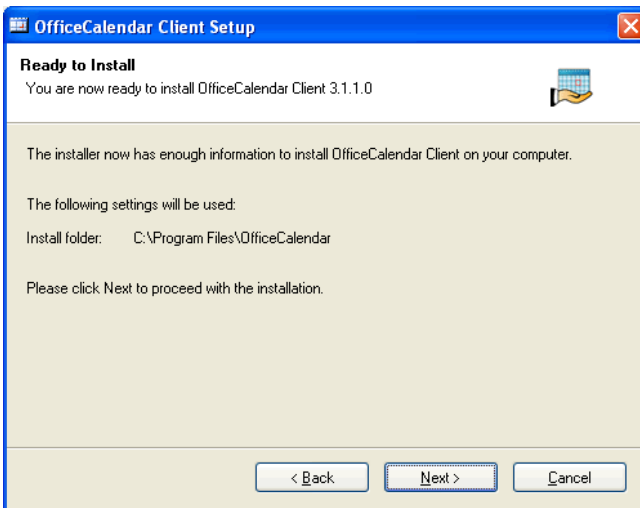 OfficeCalendar Client Setup
Ready to Install
You are now ready to install OfficeCalendar Client 3.1.1.0
The installer now has enough information to install OfficeCalendar Client on your computer.
The following settings will be used:
Install folder: C:\Program Files\OfficeCalendar
Please click Next to proceed with the installation.
< Back Next > Cancel